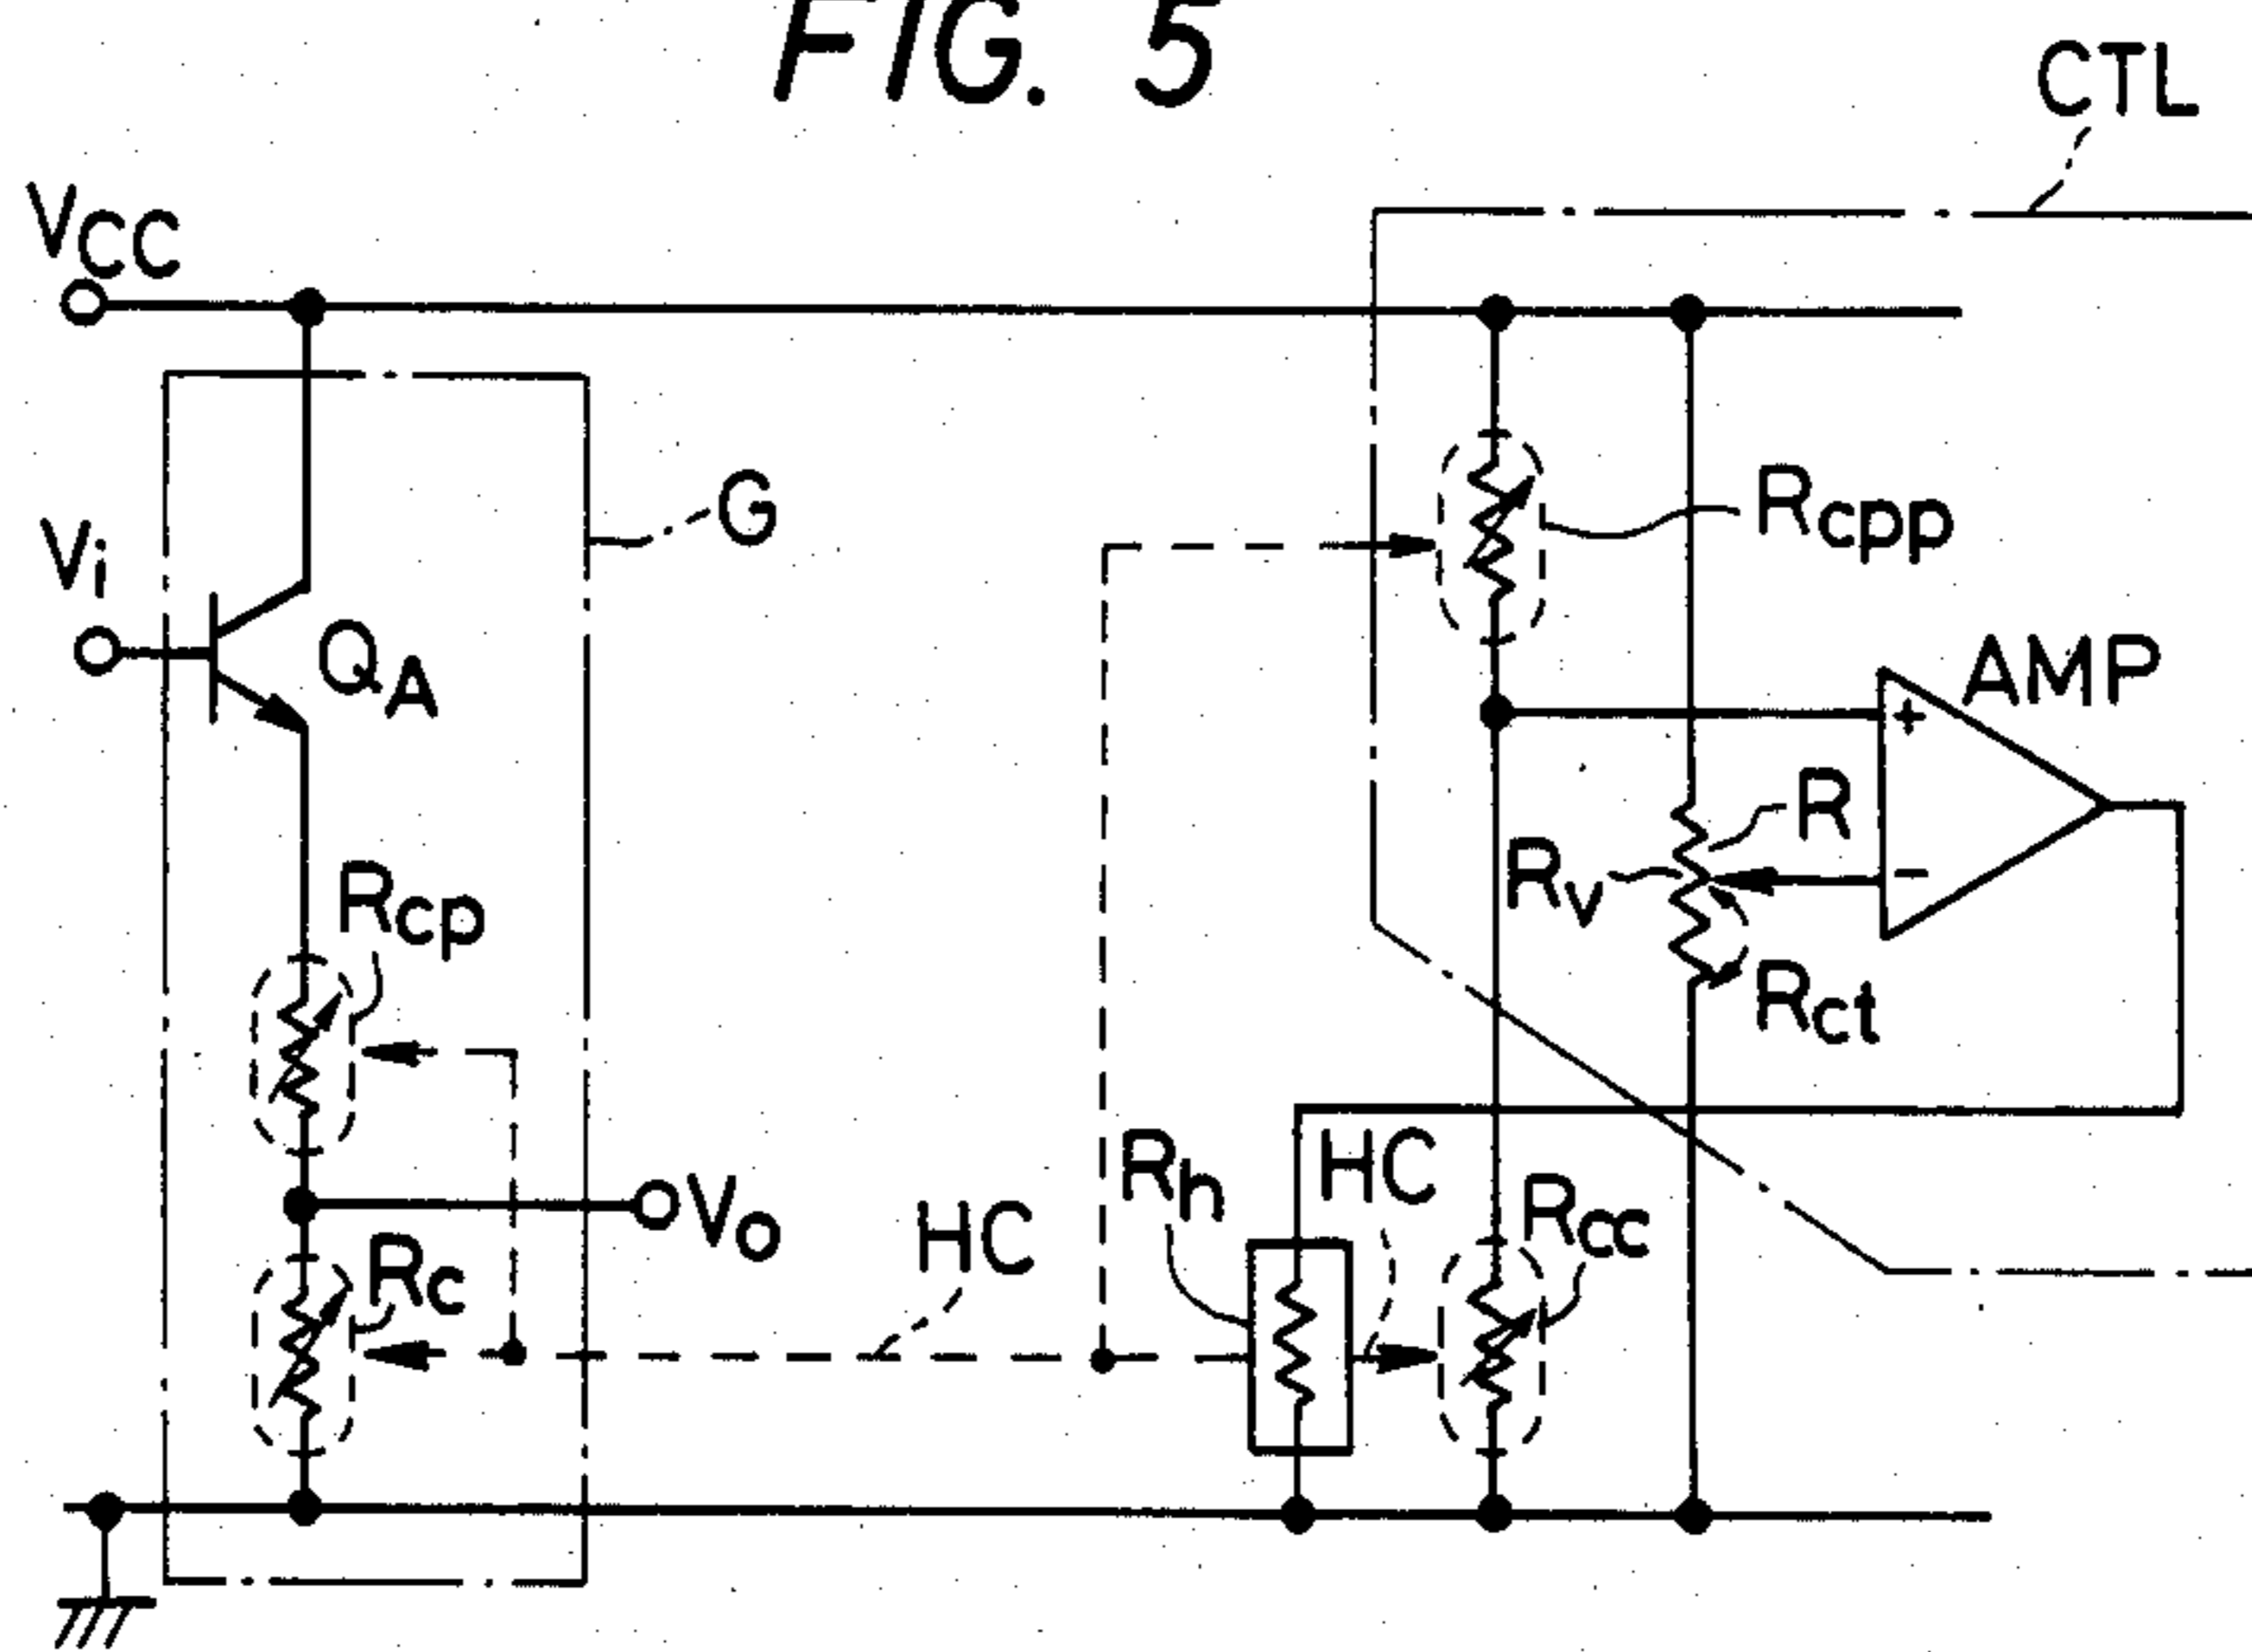 FIG. 5
CTL
VCC
Vi
G
Rcpp
QA
AMP
+
R
Rv
−
Rcp
Rct
Rh
HC
Rcc
Vo
HC
Rc